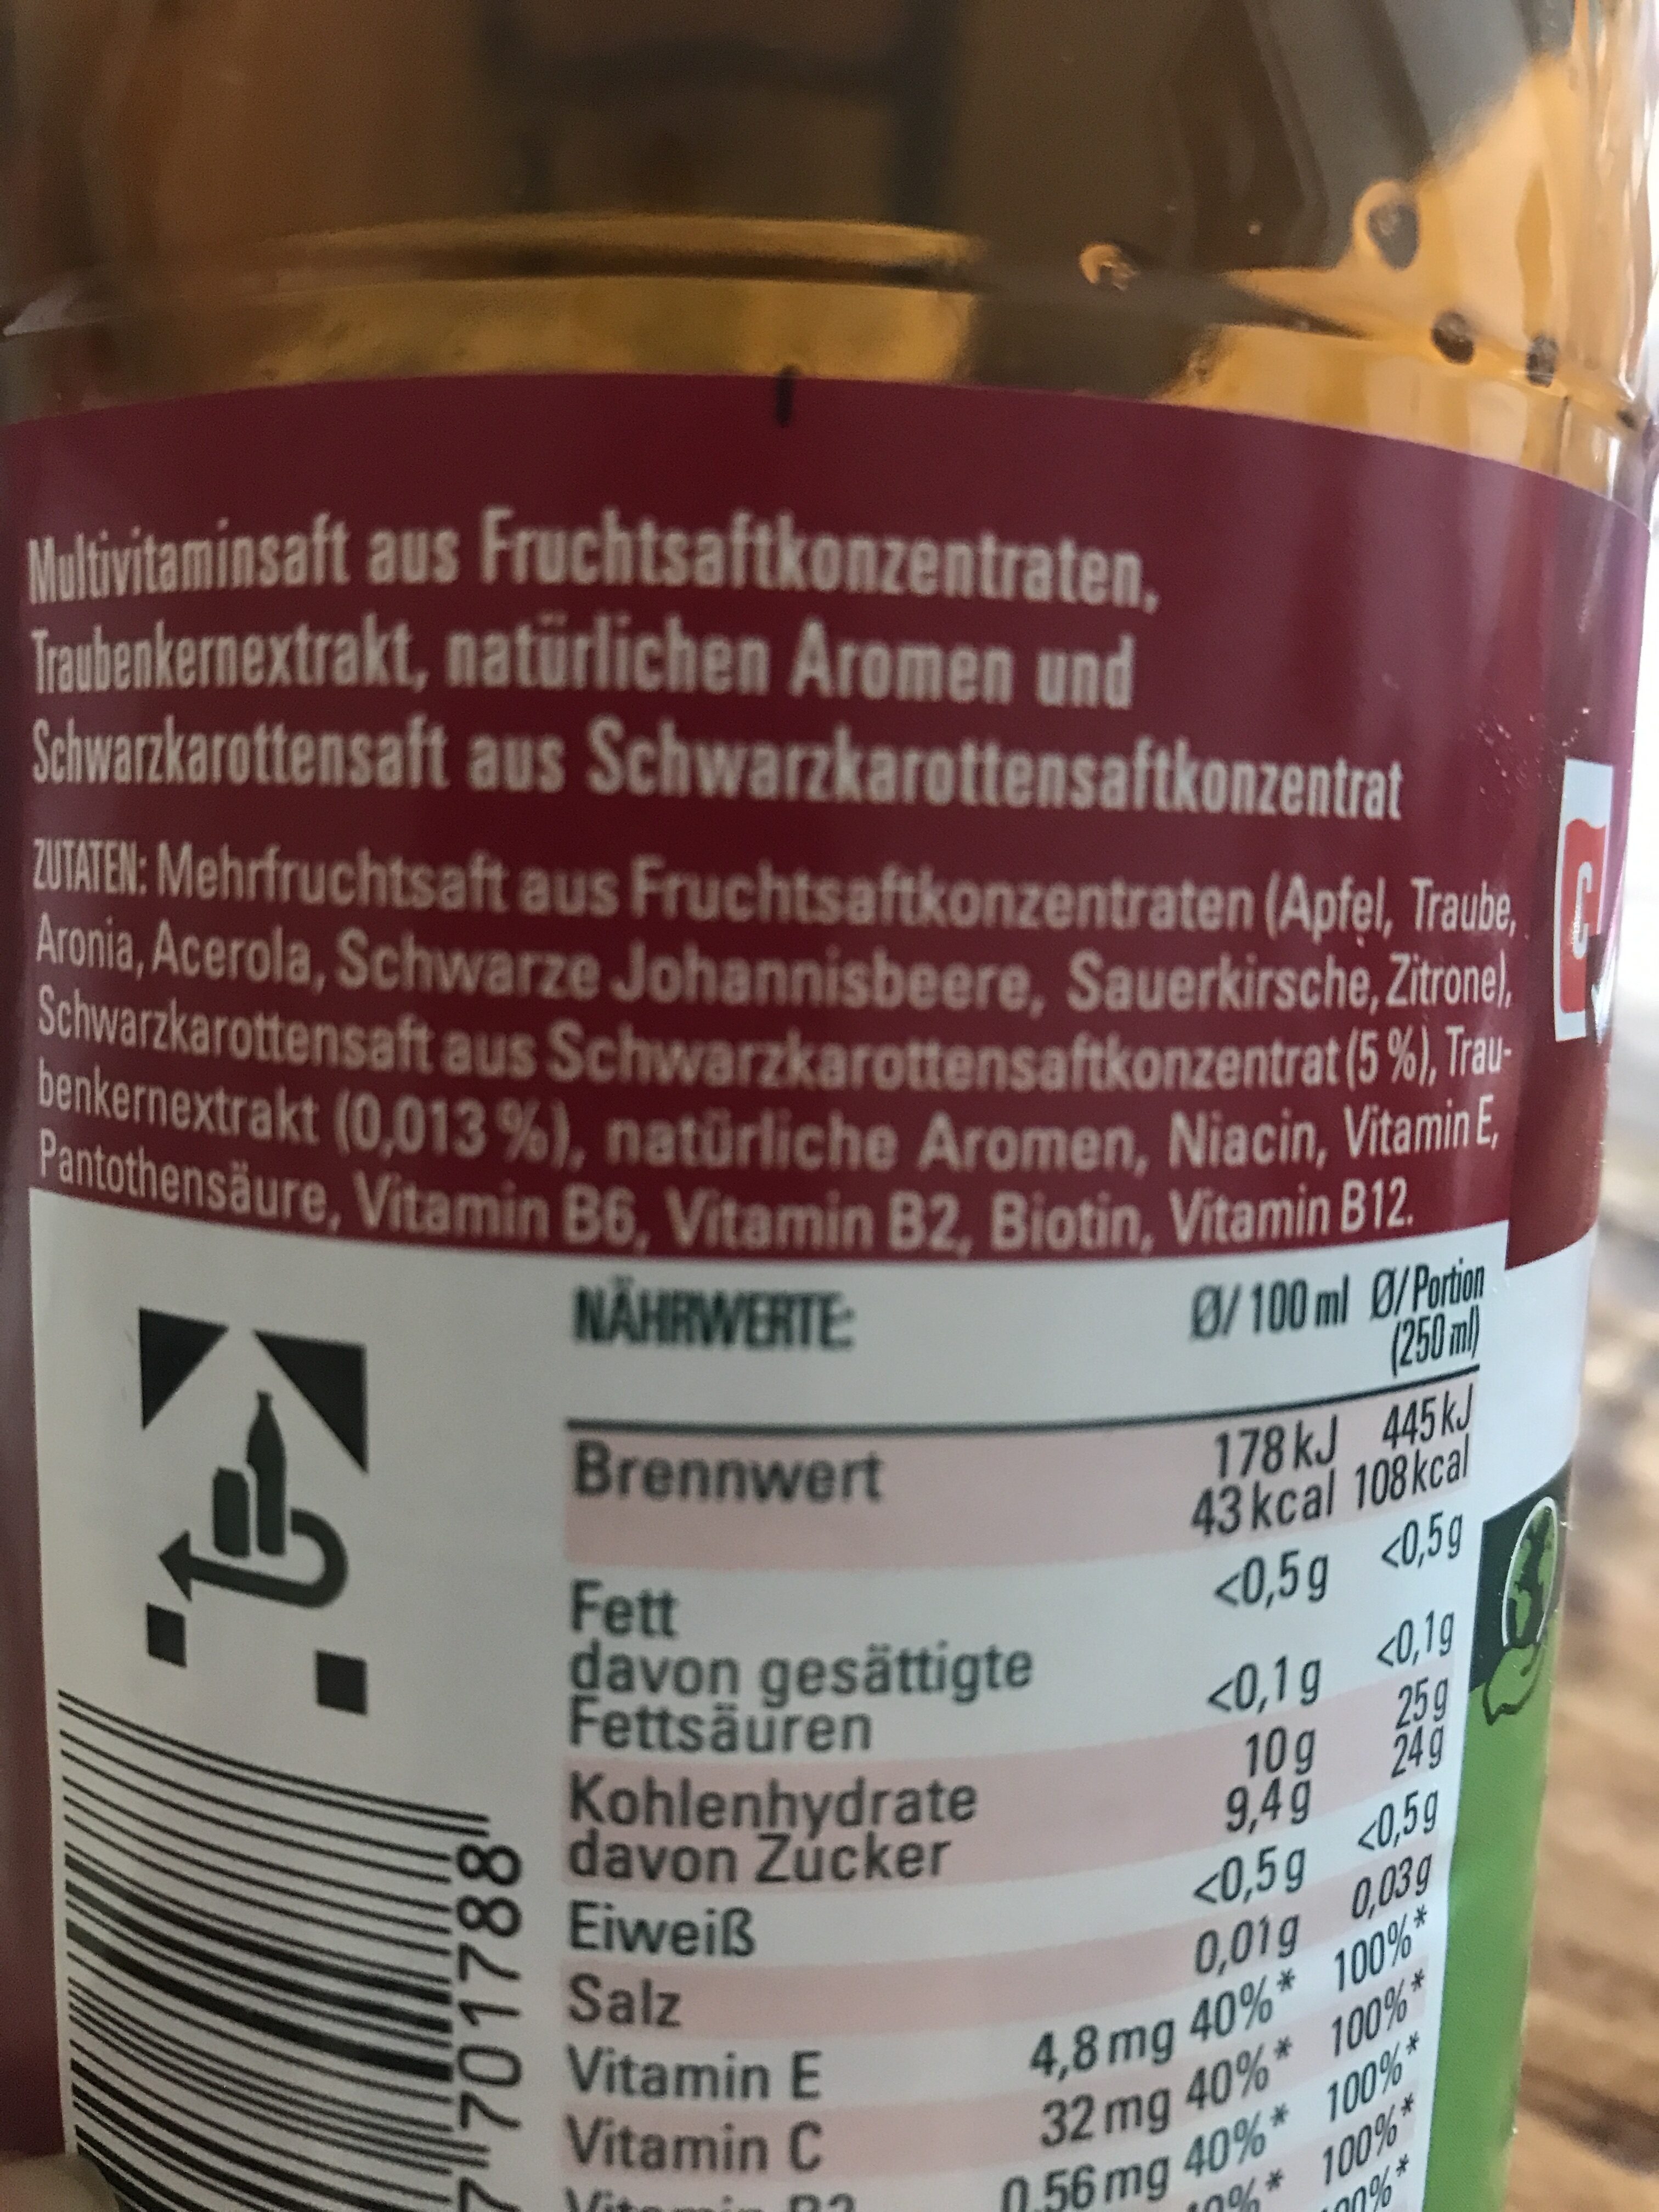 Multivitaminsaft aus Fruchtsaftkonzentraten,
Traubenkernextrakt, natürlichen Aromen und
Schwarzkarottensaft aus Schwarzkarottensaftkonzentrat
ZUTATEN: Mehrfruchtsaft aus Fruchtsaftkonzentraten (Apfel, Traube,
Aronia, Acerola, Schwarze Johannisbeere, Sauerkirsche, Zitrone),
Schwarzkarottensaft aus Schwarzkarottensaftkonzentrat (5 %), Trau-
benkernextrakt (0,013 %), natürliche Aromen, Niacin, Vitamin E,
Pantothensäure, Vitamin B6, Vitamin B2, Biotin, Vitamin B12.
C
NÄHRWERTE: Ø/100 ml Ø/Portion
(250 ml)
Brennwert 178 kJ 445 kJ
43 kcal 108 kcal
Fett <0,5 g <0,5 g
davon gesättigte
Fettsäuren <0,1 g <0,1 g
Kohlenhydrate 10 g 25 g
davon Zucker 9,4 g 24 g
Eiweiß <0,5 g <0,5 g
Salz 0,01 g 0,03 g
Vitamin E 4,8 mg 40%* 100%*
Vitamin C 32 mg 40%* 100%*
0,56 mg 40%* 100%*
100%*
7701788